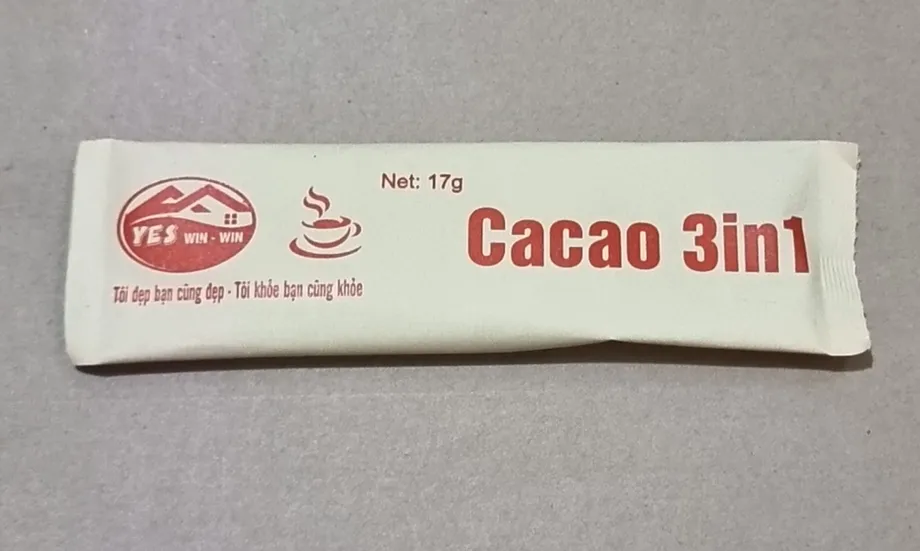 YES WIN - WIN
Tôi đẹp bạn cũng đẹp - Tôi khỏe bạn cũng khỏe
Net: 17g
Cacao 3in1